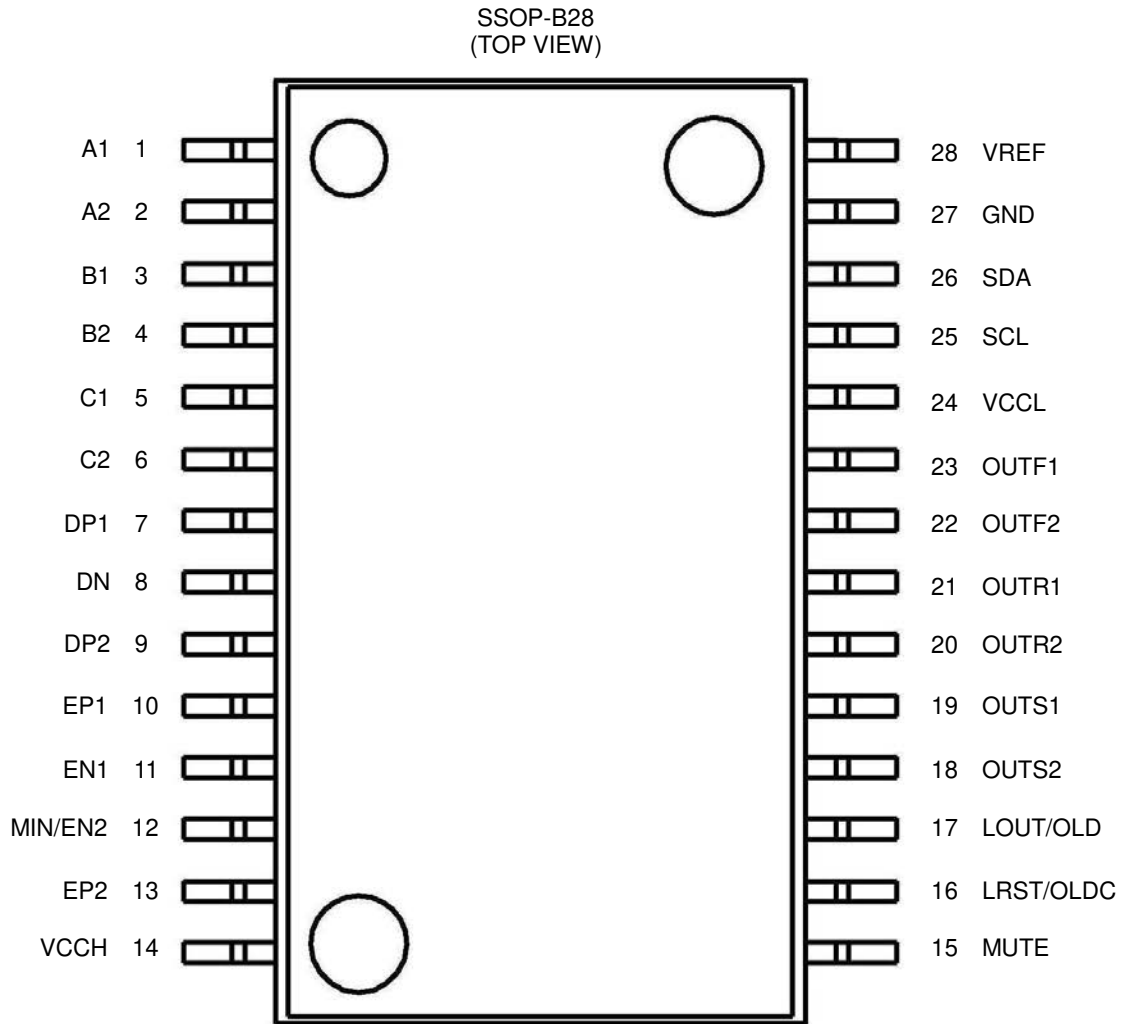 SSOP-B28
(TOP VIEW)
A1 1
A2 2
B1 3
B2 4
C1 5
C2 6
DP1 7
DN 8
DP2 9
EP1 10
EN1 11
MIN/EN2 12
EP2 13
VCCH 14
28 VREF
27 GND
26 SDA
25 SCL
24 VCCL
23 OUTF1
22 OUTF2
21 OUTR1
20 OUTR2
19 OUTS1
18 OUTS2
17 LOUT/OLD
16 LRST/OLDC
15 MUTE